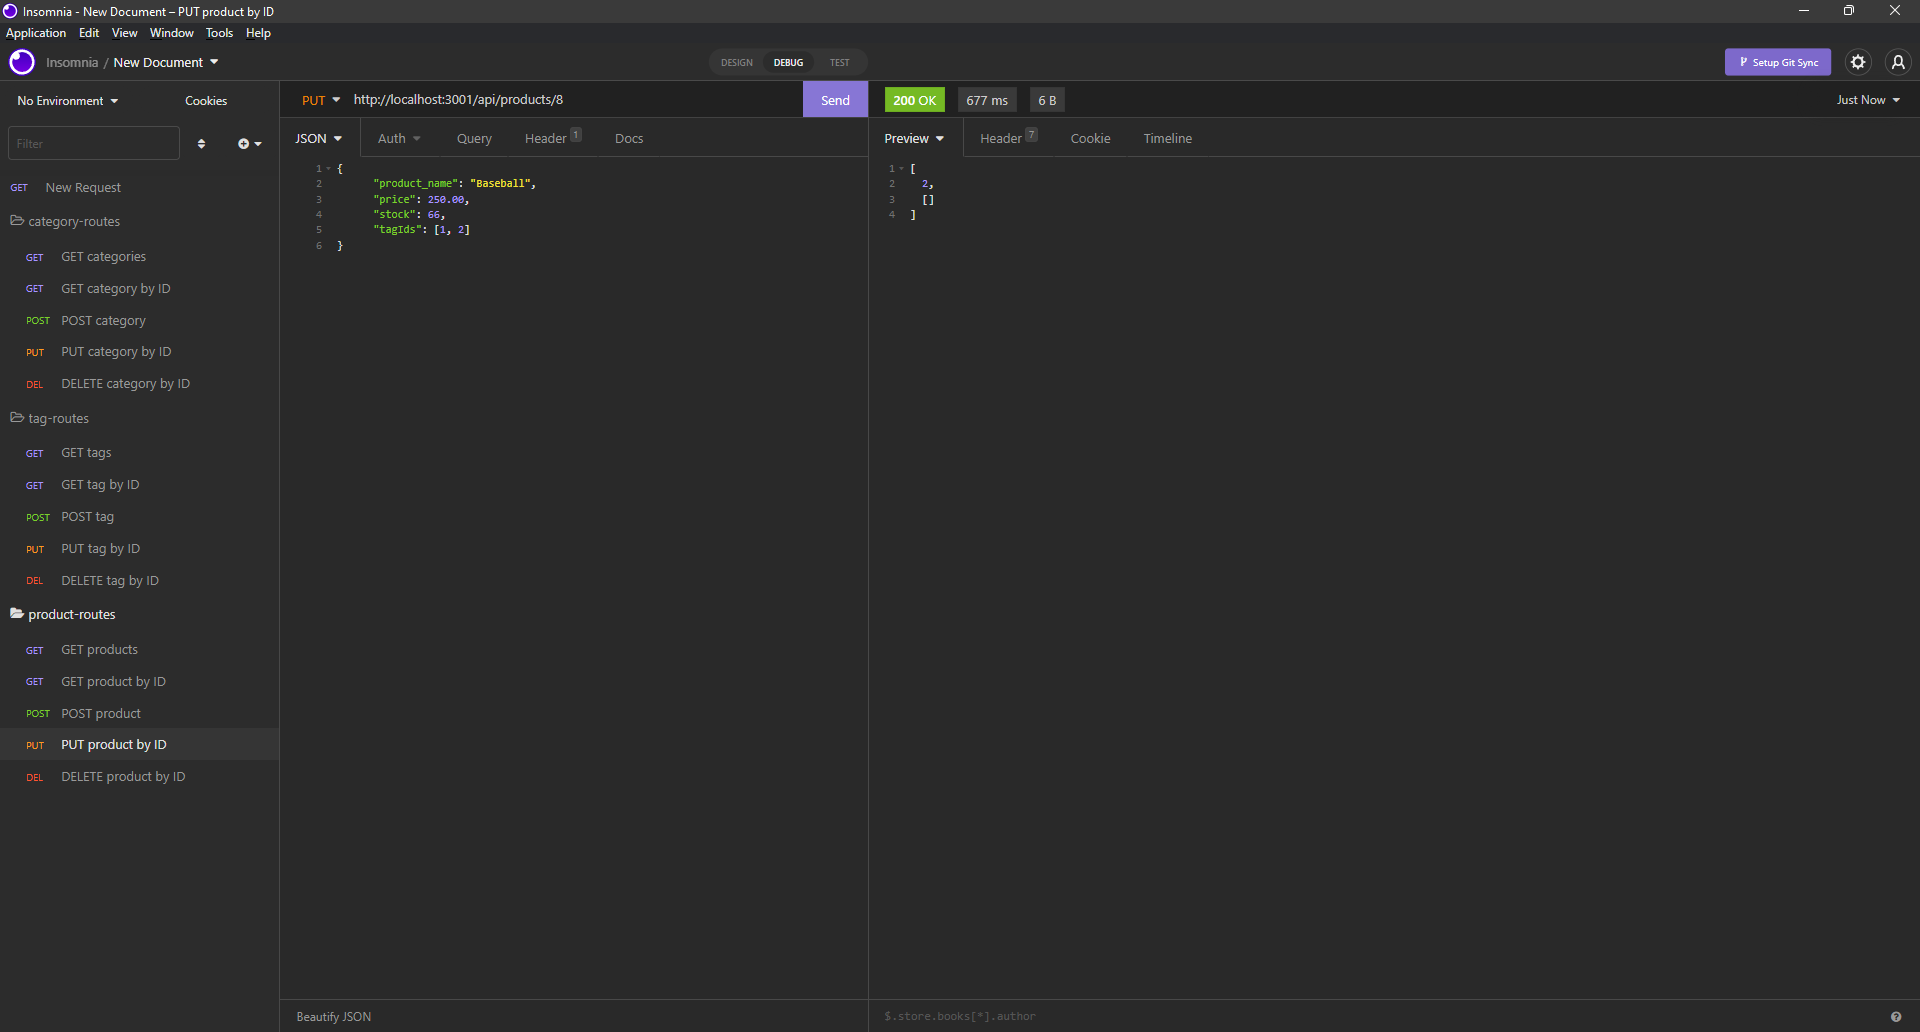 Insomnia - New Document – PUT product by ID
Application Edit View Window Tools Help
Insomnia / New Document
DESIGN DEBUG TEST
Setup Git Sync
No Environment Cookies
Filter
GET New Request
category-routes
GET GET categories
GET GET category by ID
POST POST category
PUT PUT category by ID
DEL DELETE category by ID
tag-routes
GET GET tags
GET GET tag by ID
POST POST tag
PUT PUT tag by ID
DEL DELETE tag by ID
product-routes
GET GET products
GET GET product by ID
POST POST product
PUT PUT product by ID
DEL DELETE product by ID
PUT http://localhost:3001/api/products/8 Send
JSON Auth Query Header 1 Docs
1 {
2 "product_name": "Baseball",
3 "price": 250.00,
4 "stock": 66,
5 "tagIds": [1, 2]
6 }
Beautify JSON
200 OK 677 ms 6 B Just Now
Preview Header 7 Cookie Timeline
1 [
2 2,
3 []
4 ]
$.store.books[*].author